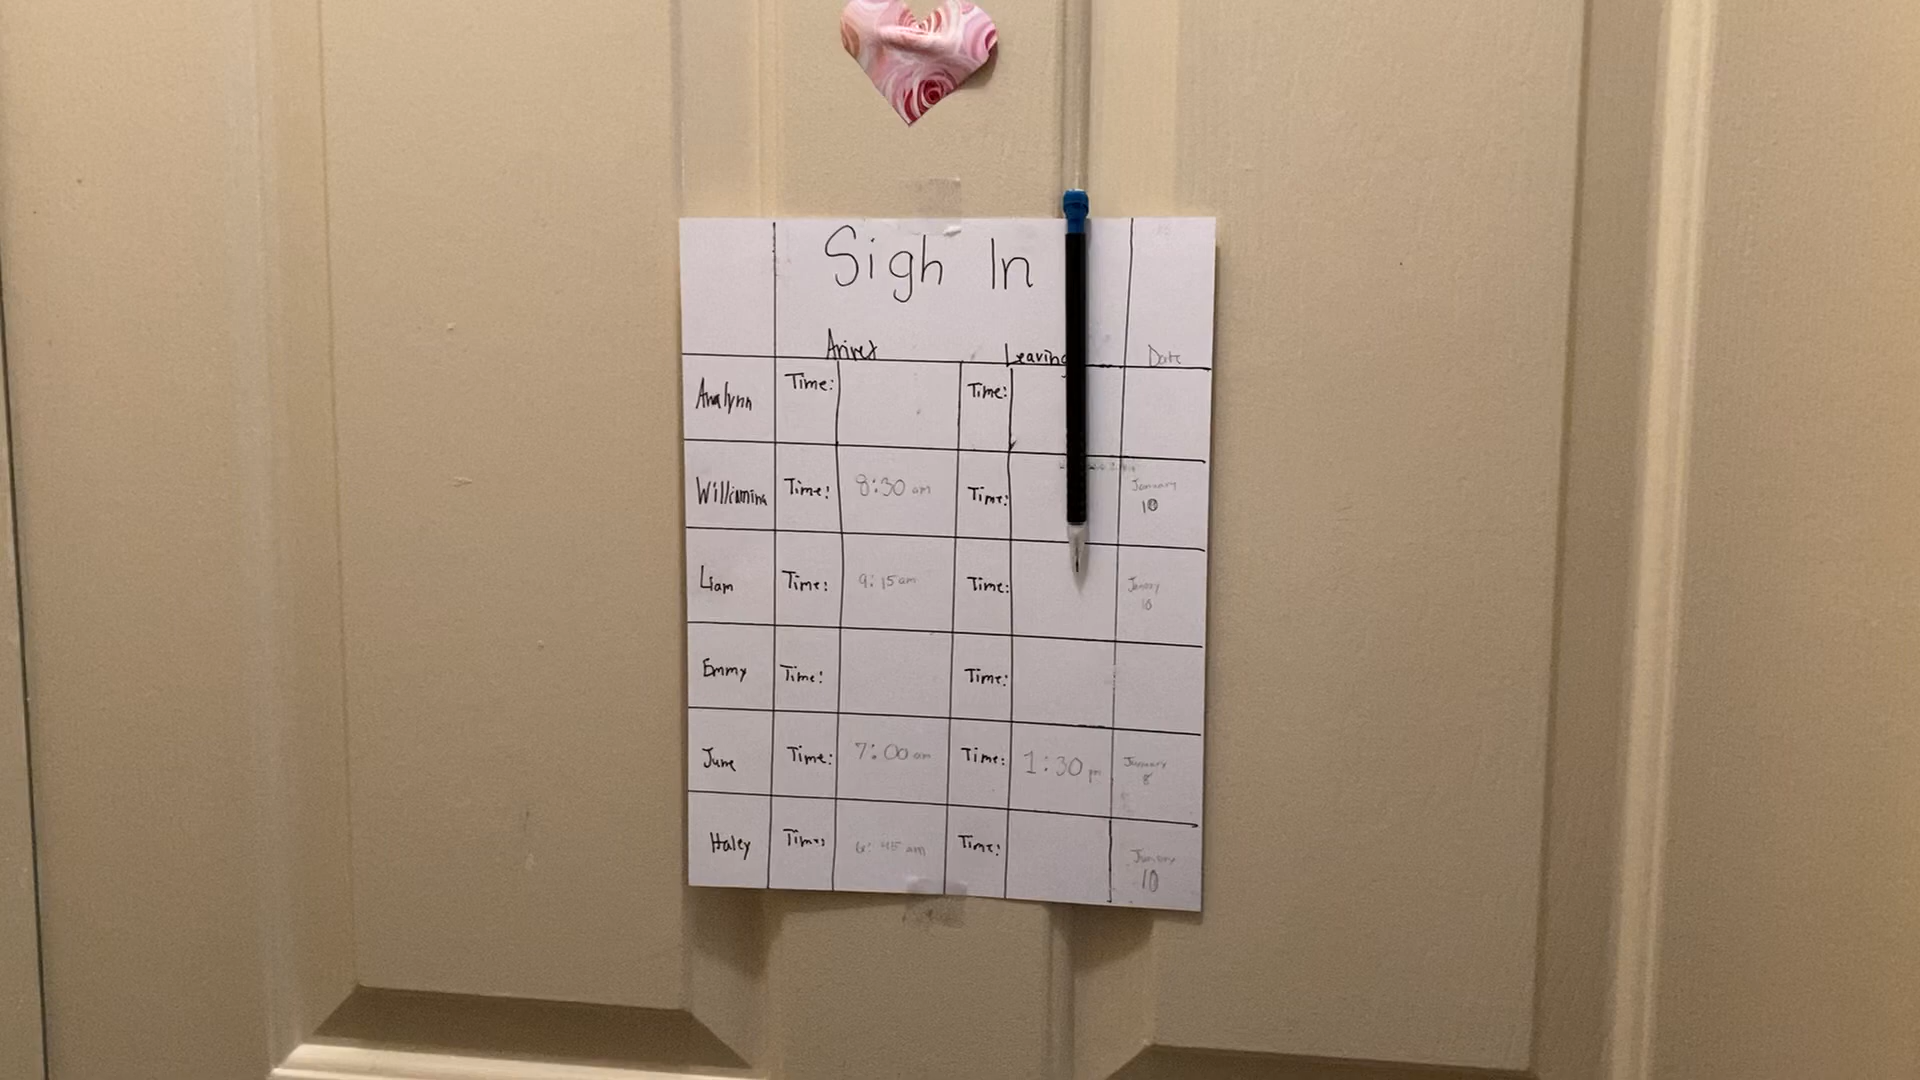 Sigh In
Arivel Leaving Date
Analynn Time: Time:
Williamina Time: 8:30 am Time: January 10
Liam Time: 9:15 am Time: Janury 10
Emmy Time: Time:
June Time: 7:00 am Time: 1:30 pm January 8
Haley Time: 6:45 am Time: January 10